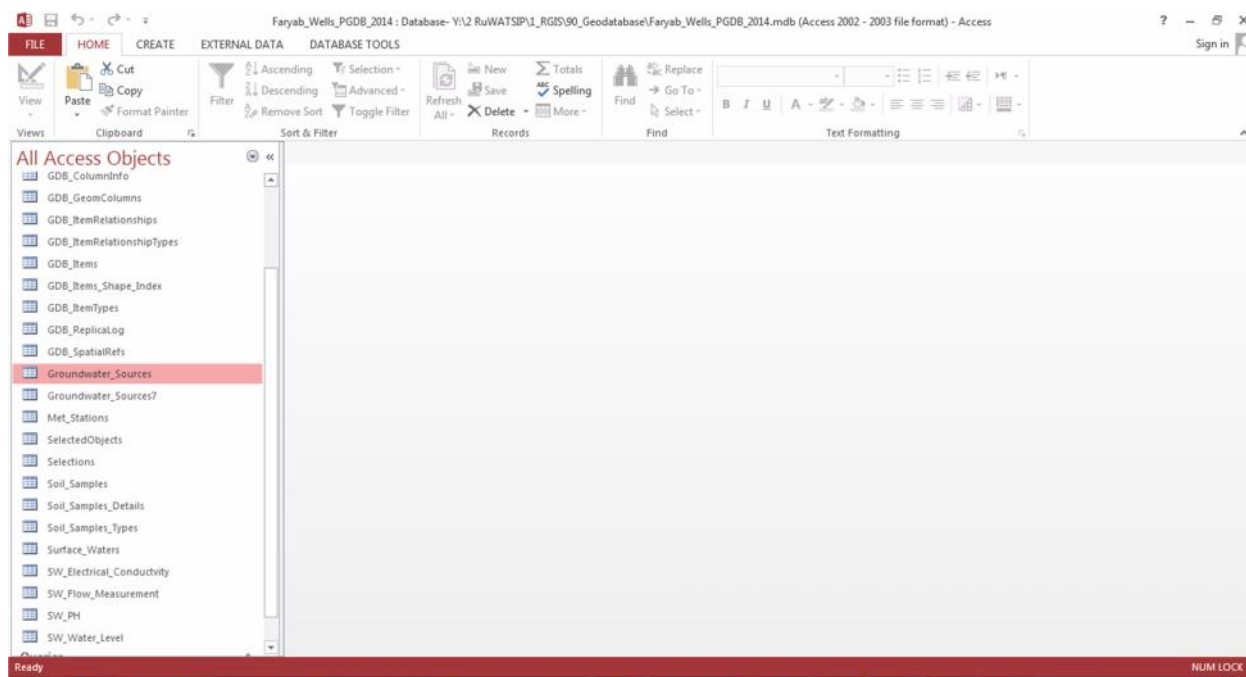 Faryab_Wells_PGDB_2014 : Database- Y:\2 RuWATSIP\1_RGIS\90_Geodatabase\Faryab_Wells_PGDB_2014.mdb (Access 2002 - 2003 file format) - Access
FILE HOME CREATE EXTERNAL DATA DATABASE TOOLS Sign in
View
Views
Paste
Cut
Copy
Format Painter
Clipboard
Filter
Ascending
Descending
Remove Sort
Selection
Advanced
Toggle Filter
Sort & Filter
Refresh
All
New
Save
Delete
Totals
Spelling
More
Records
Find
Replace
Go To
Select
Find
B I U A
Text Formatting
All Access Objects
GDB_ColumnInfo
GDB_GeomColumns
GDB_ItemRelationships
GDB_ItemRelationshipTypes
GDB_Items
GDB_Items_Shape_Index
GDB_ItemTypes
GDB_ReplicaLog
GDB_SpatialRefs
Groundwater_Sources
Groundwater_Sources7
Met_Stations
SelectedObjects
Selections
Soil_Samples
Soil_Samples_Details
Soil_Samples_Types
Surface_Waters
SW_Electrical_Conductvity
SW_Flow_Measurement
SW_PH
SW_Water_Level
Ready NUM LOCK